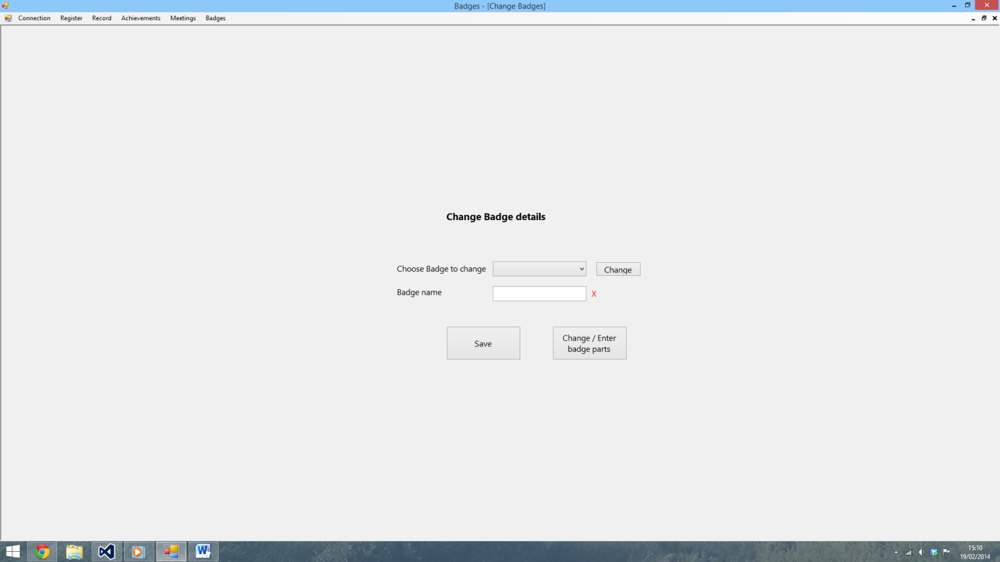 Badges - [Change Badges]
Connection Register Record Achievements Meetings Badges
Change Badge details
Choose Badge to change Change
Badge name X
Save Change / Enter
badge parts
15:10
19/02/2014